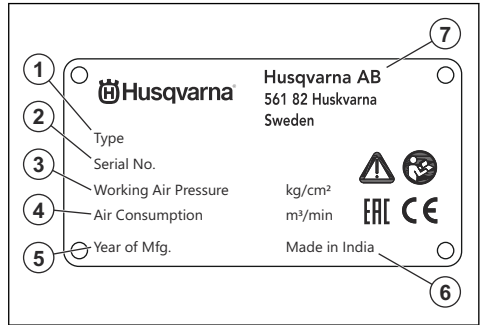 7
1
Husqvarna
Husqvarna AB
561 82 Huskvarna
Sweden
2
Type
Serial No.
3
Working Air Pressure kg/cm²
4
Air Consumption m³/min
EAC CE
5
Year of Mfg. Made in India
6